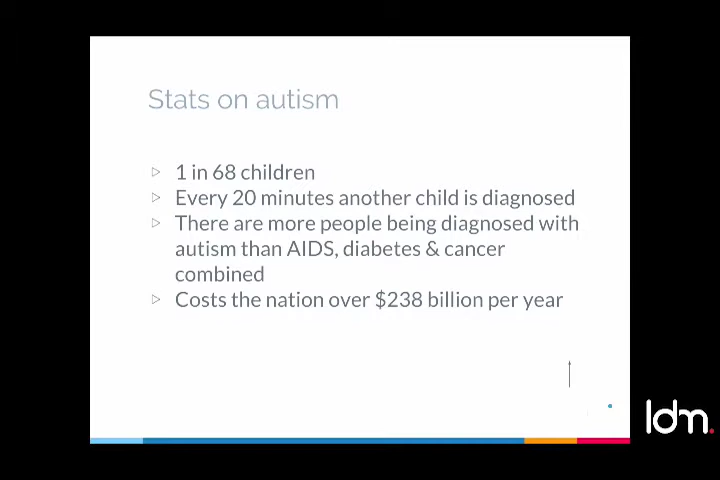 Stats on autism
1 in 68 children
Every 20 minutes another child is diagnosed
There are more people being diagnosed with
autism than AIDS, diabetes & cancer
combined
Costs the nation over $238 billion per year
ldm.